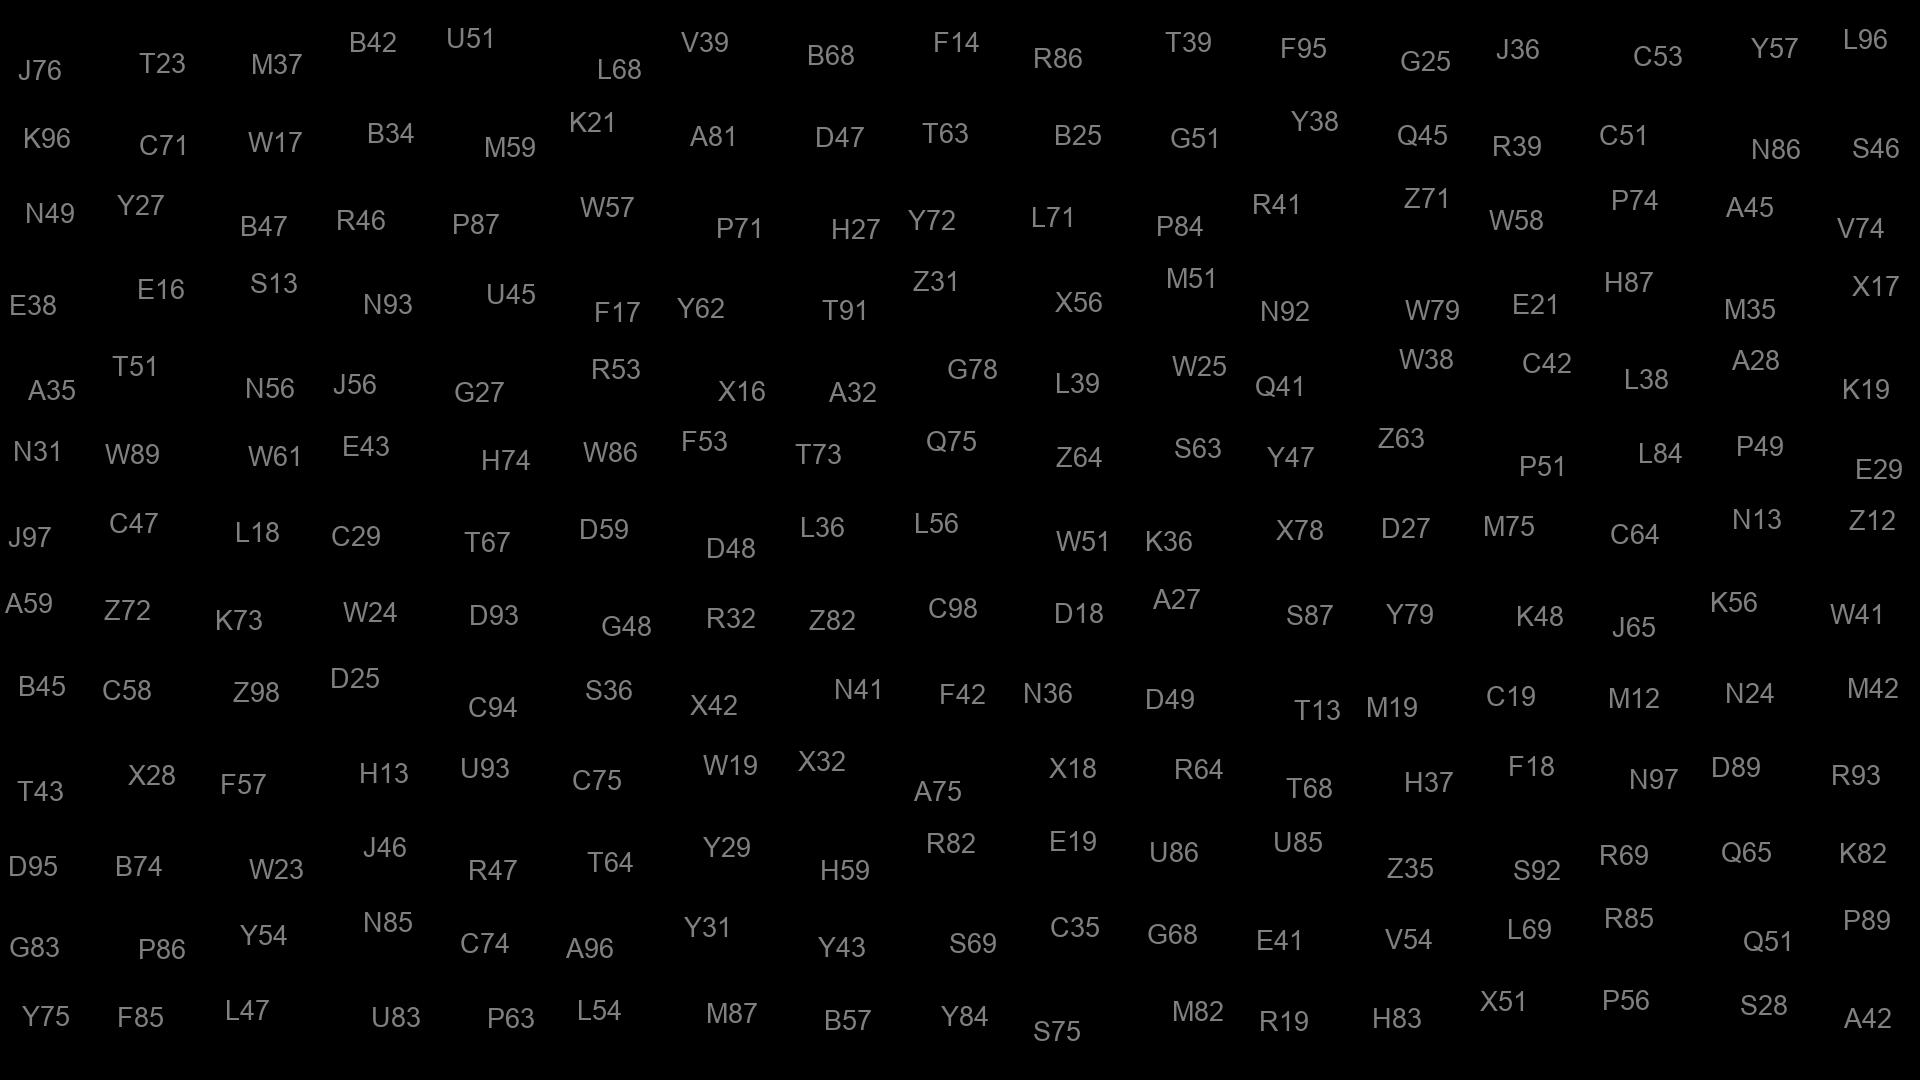 J76 T23 M37 B42 U51 L68 V39 B68 F14 R86 T39 F95 G25 J36 C53 Y57 L96
K96 C71 W17 B34 M59 K21 A81 D47 T63 B25 G51 Y38 Q45 R39 C51 N86 S46
N49 Y27 B47 R46 P87 W57 P71 H27 Y72 L71 P84 R41 Z71 W58 P74 A45 V74
E38 E16 S13 N93 U45 F17 Y62 T91 Z31 X56 M51 N92 W79 E21 H87 M35 X17
A35 T51 N56 J56 G27 R53 X16 A32 G78 L39 W25 Q41 W38 C42 L38 A28 K19
N31 W89 W61 E43 H74 W86 F53 T73 Q75 Z64 S63 Y47 Z63 P51 L84 P49 E29
J97 C47 L18 C29 T67 D59 D48 L36 L56 W51 K36 X78 D27 M75 C64 N13 Z12
A59 Z72 K73 W24 D93 G48 R32 Z82 C98 D18 A27 S87 Y79 K48 J65 K56 W41
B45 C58 Z98 D25 C94 S36 X42 N41 F42 N36 D49 T13 M19 C19 M12 N24 M42
T43 X28 F57 H13 U93 C75 W19 X32 A75 X18 R64 T68 H37 F18 N97 D89 R93
D95 B74 W23 J46 R47 T64 Y29 H59 R82 E19 U86 U85 Z35 S92 R69 Q65 K82
G83 P86 Y54 N85 C74 A96 Y31 Y43 S69 C35 G68 E41 V54 L69 R85 Q51 P89
Y75 F85 L47 U83 P63 L54 M87 B57 Y84 S75 M82 R19 H83 X51 P56 S28 A42